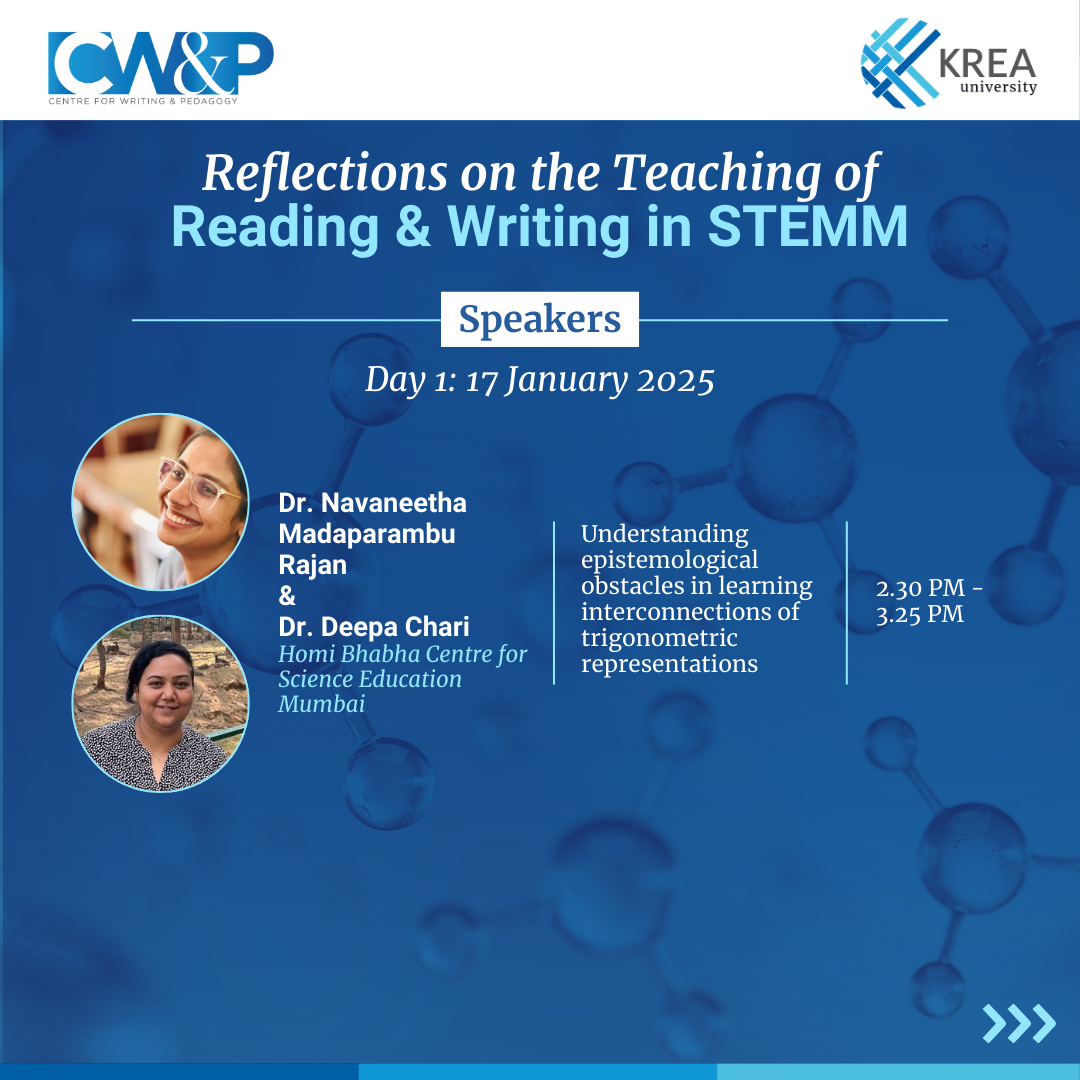 CW&P
CENTRE FOR WRITING & PEDAGOGY
KREA
university
Reflections on the Teaching of
Reading & Writing in STEMM
Speakers
Day 1: 17 January 2025
Dr. Navaneetha
Madaparambu
Rajan
&
Dr. Deepa Chari
Homi Bhabha Centre for
Science Education
Mumbai
Understanding
epistemological
obstacles in learning
interconnections of
trigonometric
representations
2.30 PM -
3.25 PM